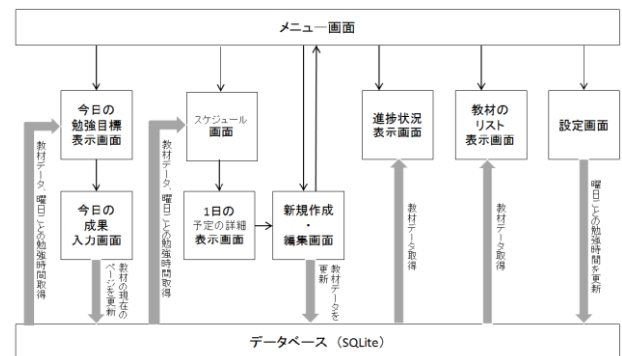 メニュー画面
今日の
勉強目標
表示画面
スケジュール
画面
進捗状況
表示画面
教材の
リスト
表示画面
設定画面
今日の
成果
入力画面
1日の
予定の詳細
表示画面
新規作成
・
編集画面
教材データ、曜日ごとの勉強時間取得
教材の現在の
ページを更新
教材データ、曜日ごとの勉強時間取得
教材データを
更新
教材データ取得
教材データ取得
曜日ごとの勉強時間を更新
データベース (SQLite)